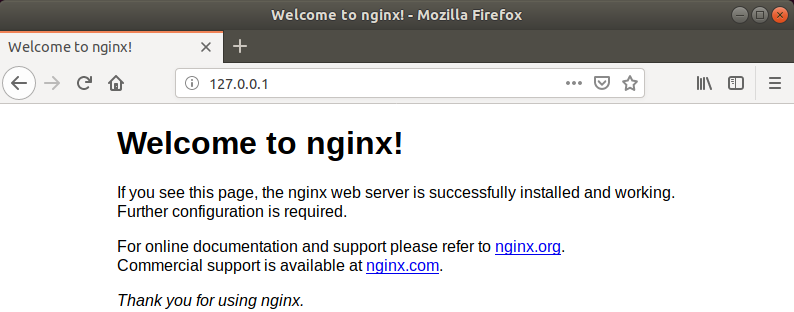 Welcome to nginx! - Mozilla Firefox
Welcome to nginx!
127.0.0.1
Welcome to nginx!
If you see this page, the nginx web server is successfully installed and working.
Further configuration is required.
For online documentation and support please refer to nginx.org.
Commercial support is available at nginx.com.
Thank you for using nginx.